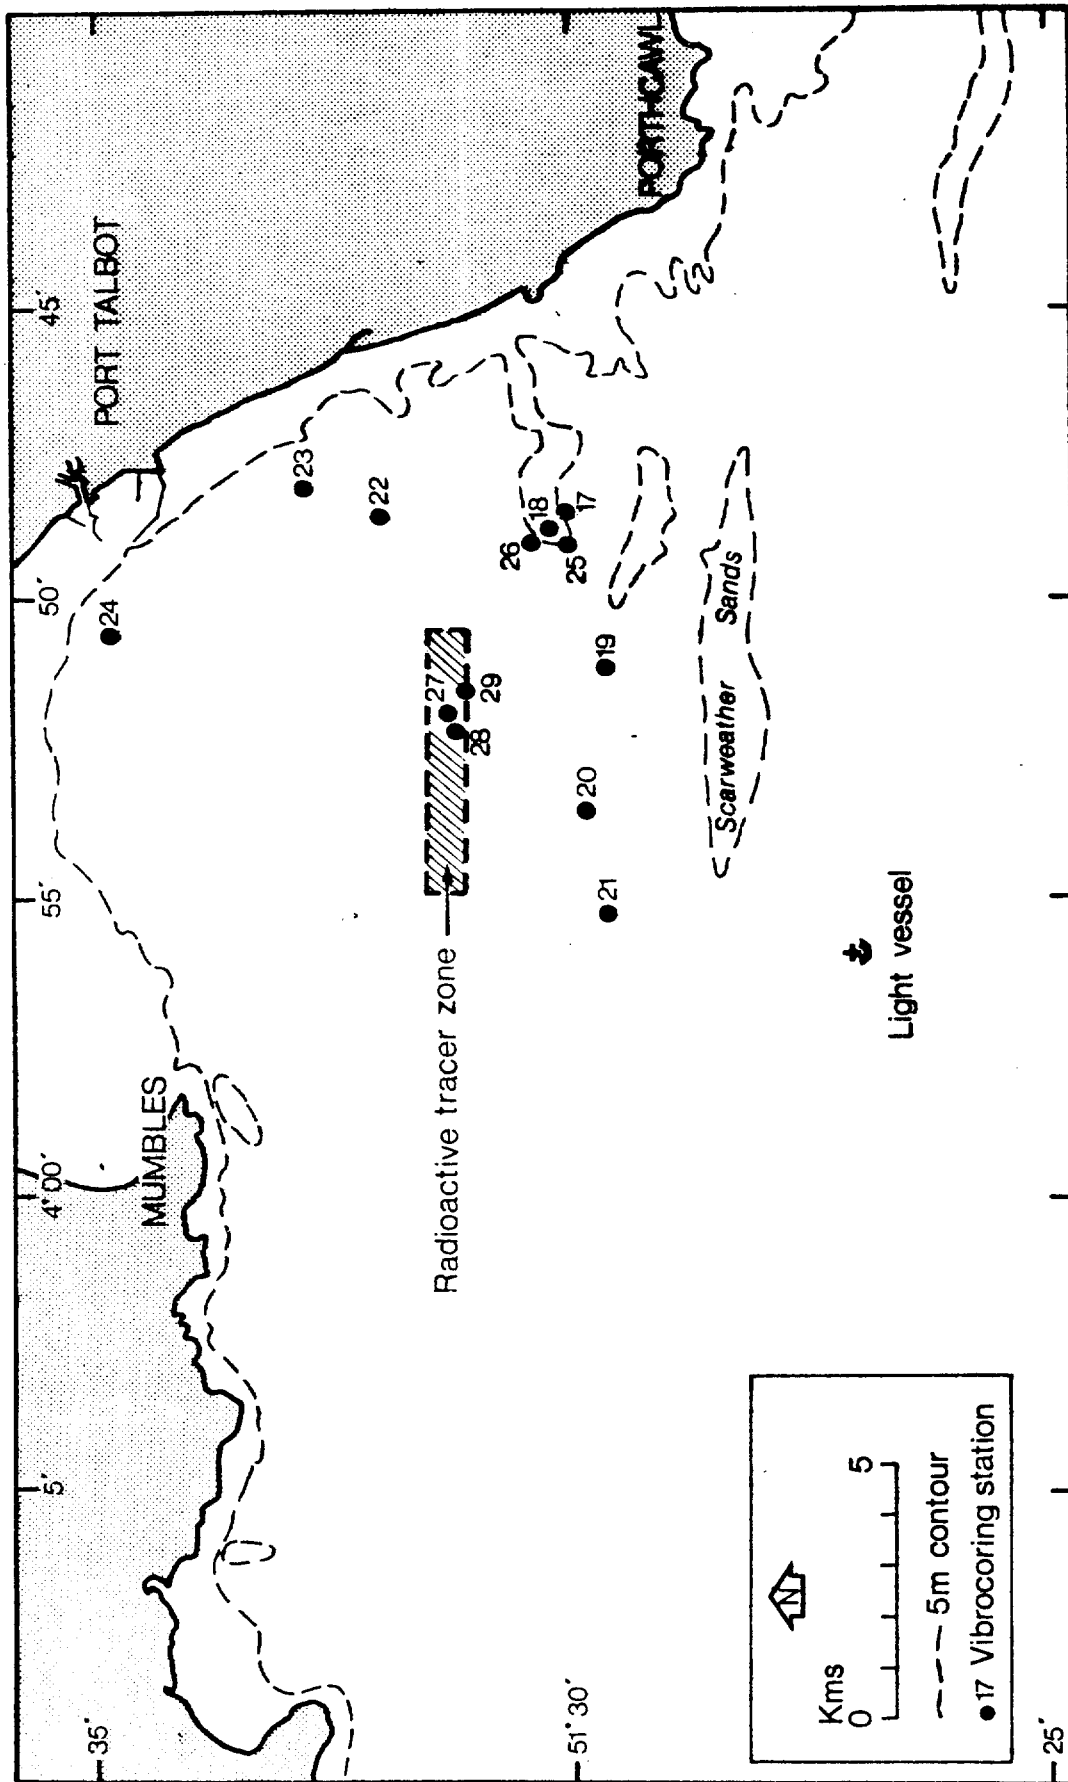 5'
4°00'
55'
50'
45'
35'
51°30'
25'
PORT TALBOT
MUMBLES
PORTHCAWL
24
23
22
26
18
17
25
27
28
29
19
20
21
Radioactive tracer zone
Scarweather Sands
Light vessel
N
Kms
0 5
5m contour
17 Vibrocoring station